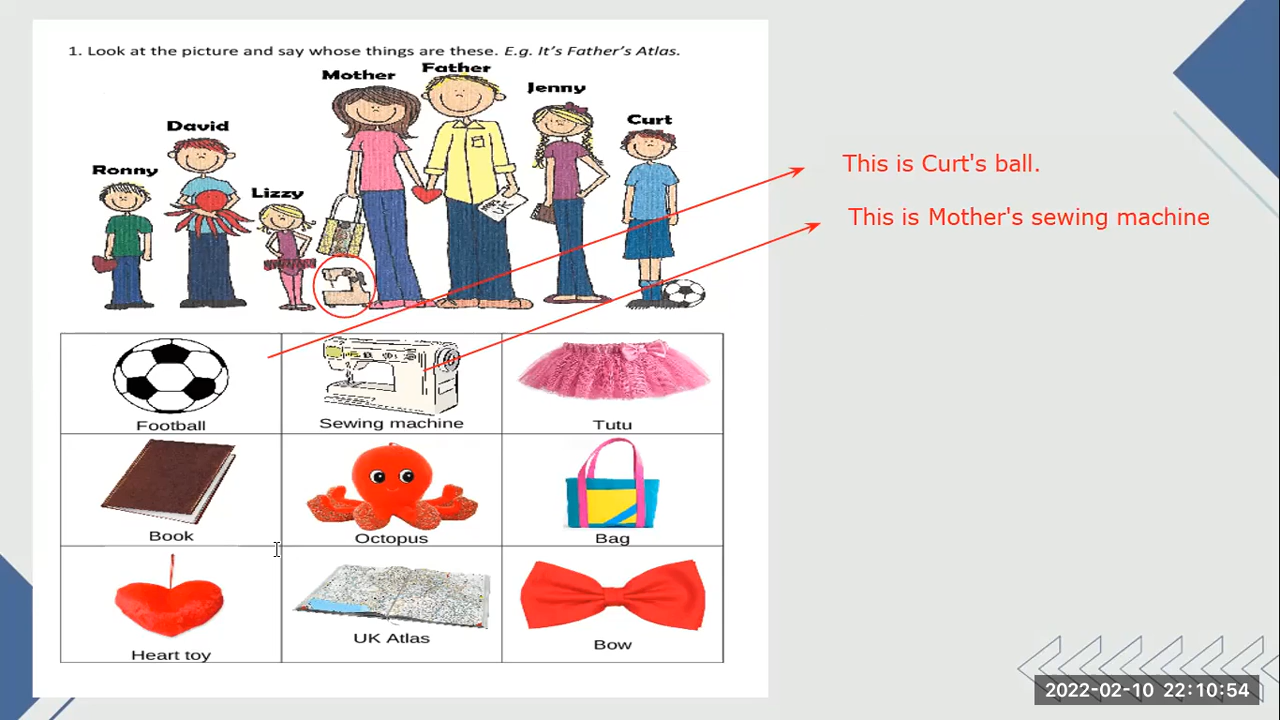 1. Look at the picture and say whose things are these. E.g. It's Father's Atlas.
Mother
Father
Jenny
David
Curt
Ronny
Lizzy
UK
This is Curt's ball.
This is Mother's sewing machine
Football
Sewing machine
Tutu
Book
Octopus
Bag
Heart toy
UK Atlas
Bow
2022-02-10 22:10:54